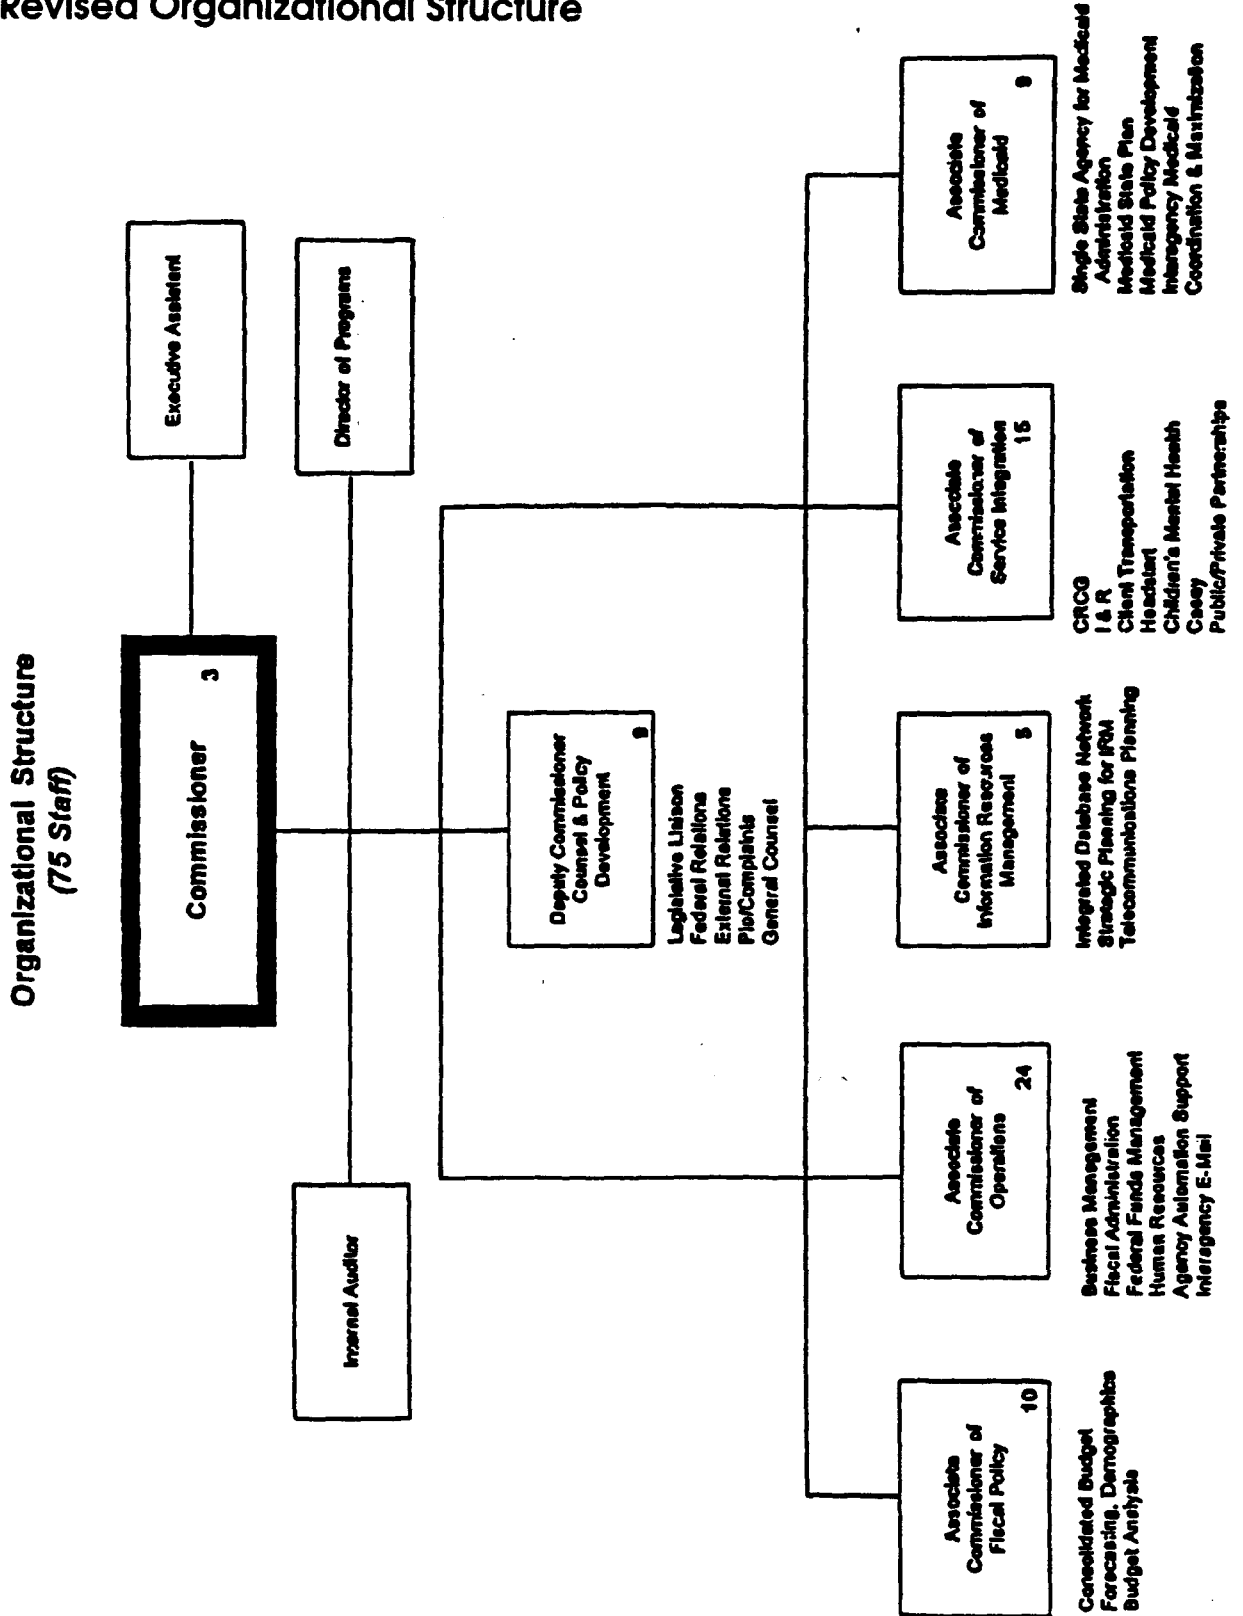 Revised Organizational Structure
Organizational Structure
(75 Staff)
Commissioner
3
Executive Assistant
Internal Auditor
Director of Programs
Deputy Commissioner
Counsel & Policy
Development
9
Legislative Liaison
Federal Relations
External Relations
Pio/Complaints
General Counsel
Associate
Commissioner of
Fiscal Policy
10
Consolidated Budget
Forecasting, Demographics
Budget Analysis
Associate
Commissioner of
Operations
24
Business Management
Fiscal Administration
Federal Funds Management
Human Resources
Agency Automation Support
Interagency E-Mail
Associate
Commissioner of
Information Resources
Management
5
Integrated Database Network
Strategic Planning for IRM
Telecommunications Planning
Associate
Commissioner of
Service Integration
15
CRCG
I & R
Client Transportation
Headstart
Children's Mental Health
Casey
Public/Private Partnerships
Associate
Commissioner of
Medicaid
9
Single State Agency for Medicaid
Administration
Medicaid State Plan
Medicaid Policy Development
Interagency Medicaid
Coordination & Maximization